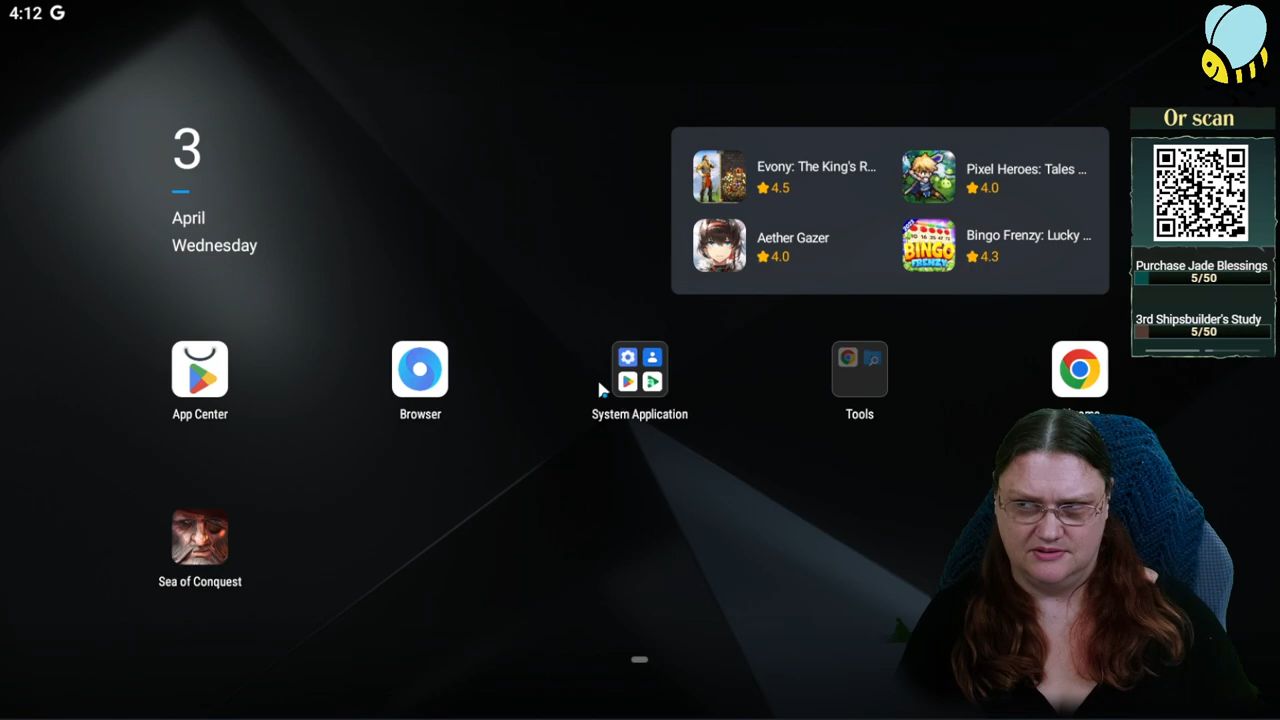 4:12
Or scan
3
April
Wednesday
Evony: The King's R...
4.5
Pixel Heroes: Tales ...
4.0
Aether Gazer
4.0
Bingo Frenzy: Lucky ...
4.3
BINGO
FRENZY
Purchase Jade Blessings
5/50
3rd Shipsbuilder's Study
5/50
App Center
Browser
System Application
Tools
Sea of Conquest